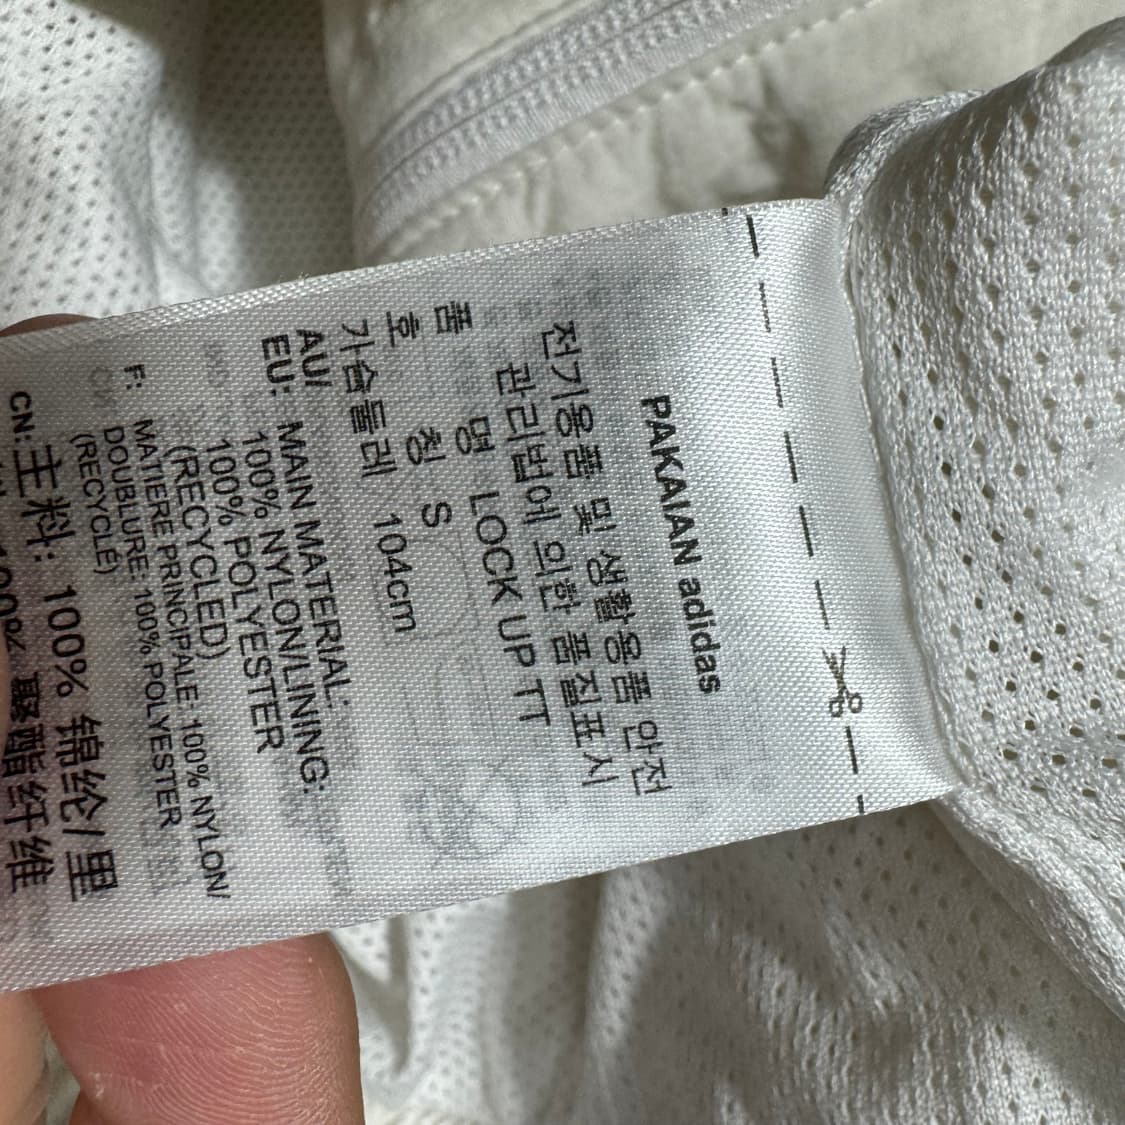 PAKAIAN adidas
전기용품 및 생활용품 안전
관리법에 의한 품질표시
품 명 LOCK UP TT
호 칭 S
가슴둘레 104cm
AU/
EU: MAIN MATERIAL:
100% NYLON/LINING:
100% POLYESTER
(RECYCLED)
F: MATIERE PRINCIPALE: 100% NYLON/
DOUBLURE: 100% POLYESTER
(RECYCLÉ)
CN: 主料: 100% 锦纶/里
100% 聚酯纤维